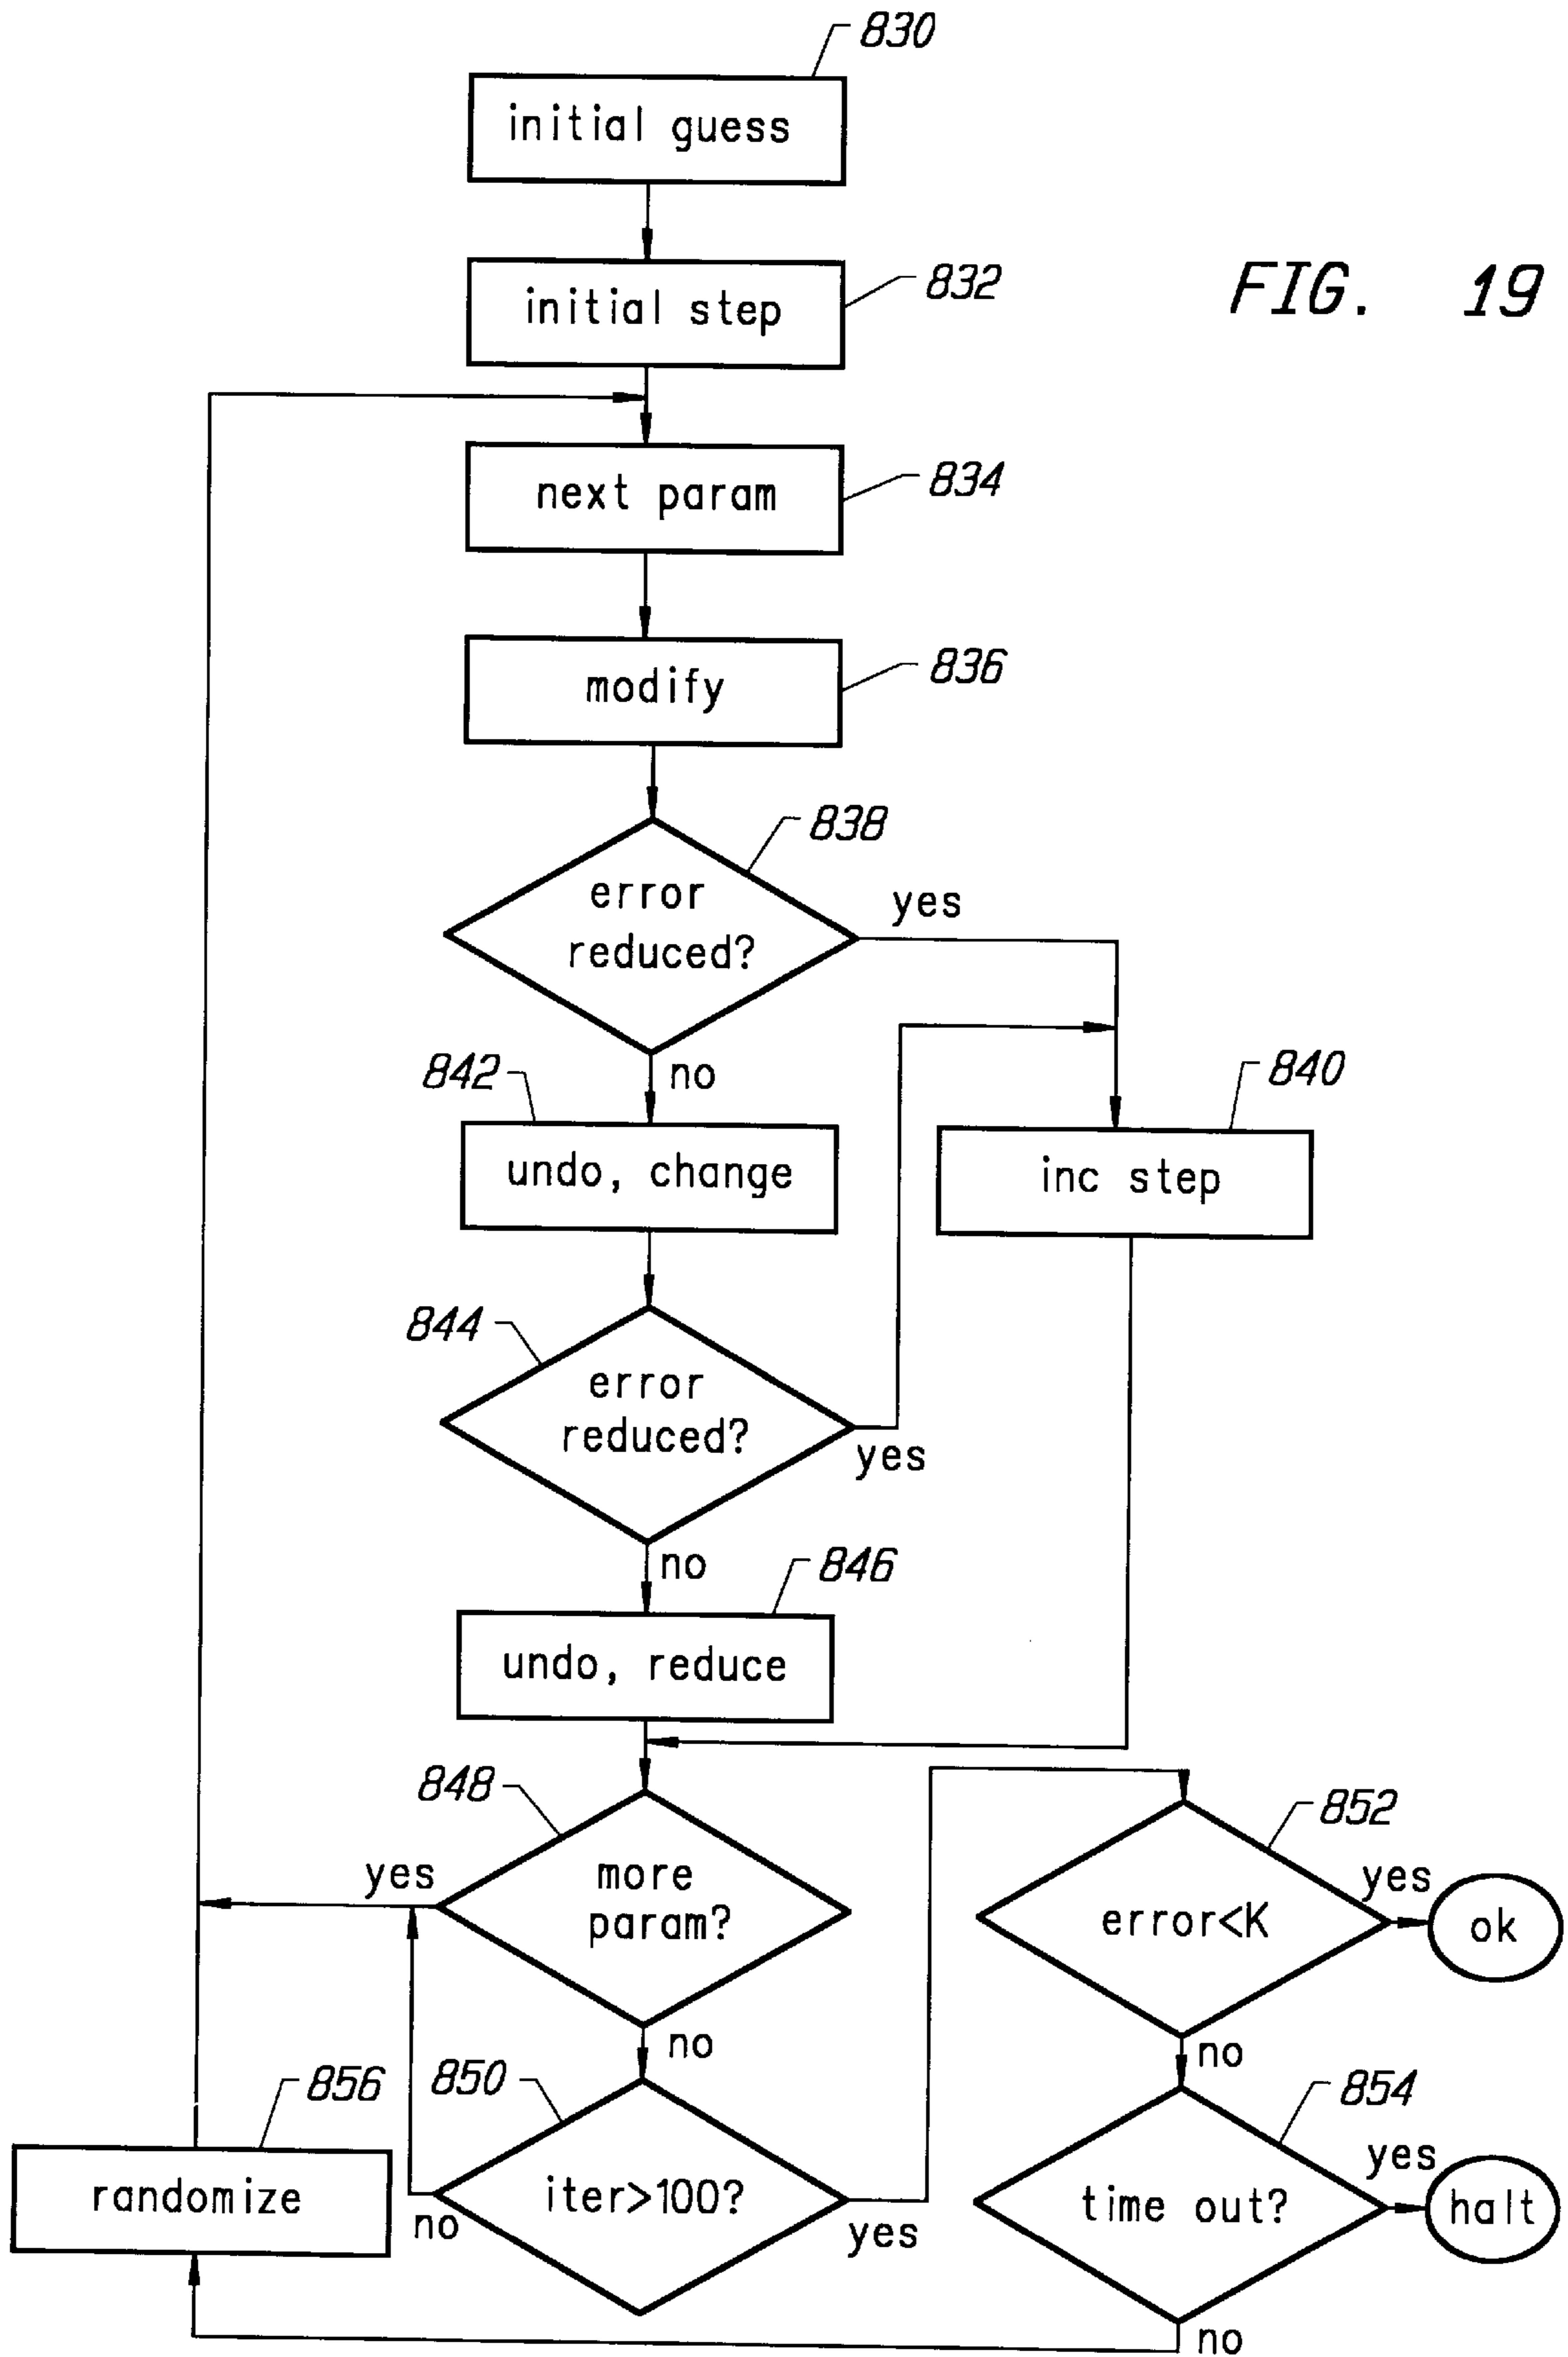 830
initial guess
832
initial step
FIG. 19
834
next param
836
modify
838
error
reduced?
yes
no
842
undo, change
840
inc step
844
error
reduced?
yes
no
846
undo, reduce
848
more
param?
yes
no
852
error<K
yes
ok
no
856
randomize
850
iter>100?
no
yes
854
time out?
yes
halt
no